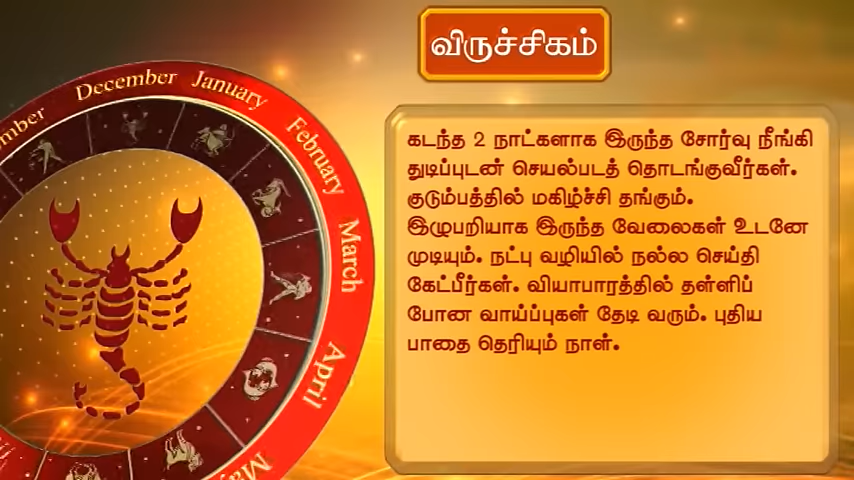 விருச்சிகம்
கடந்த 2 நாட்களாக இருந்த சோர்வு நீங்கி
துடிப்புடன் செயல்படத் தொடங்குவீர்கள்.
குடும்பத்தில் மகிழ்ச்சி தங்கும்.
இழுபறியாக இருந்த வேலைகள் உடனே
முடியும். நட்பு வழியில் நல்ல செய்தி
கேட்பீர்கள். வியாபாரத்தில் தள்ளிப்
போன வாய்ப்புகள் தேடி வரும். புதிய
பாதை தெரியும் நாள்.
December
January
February
March
April